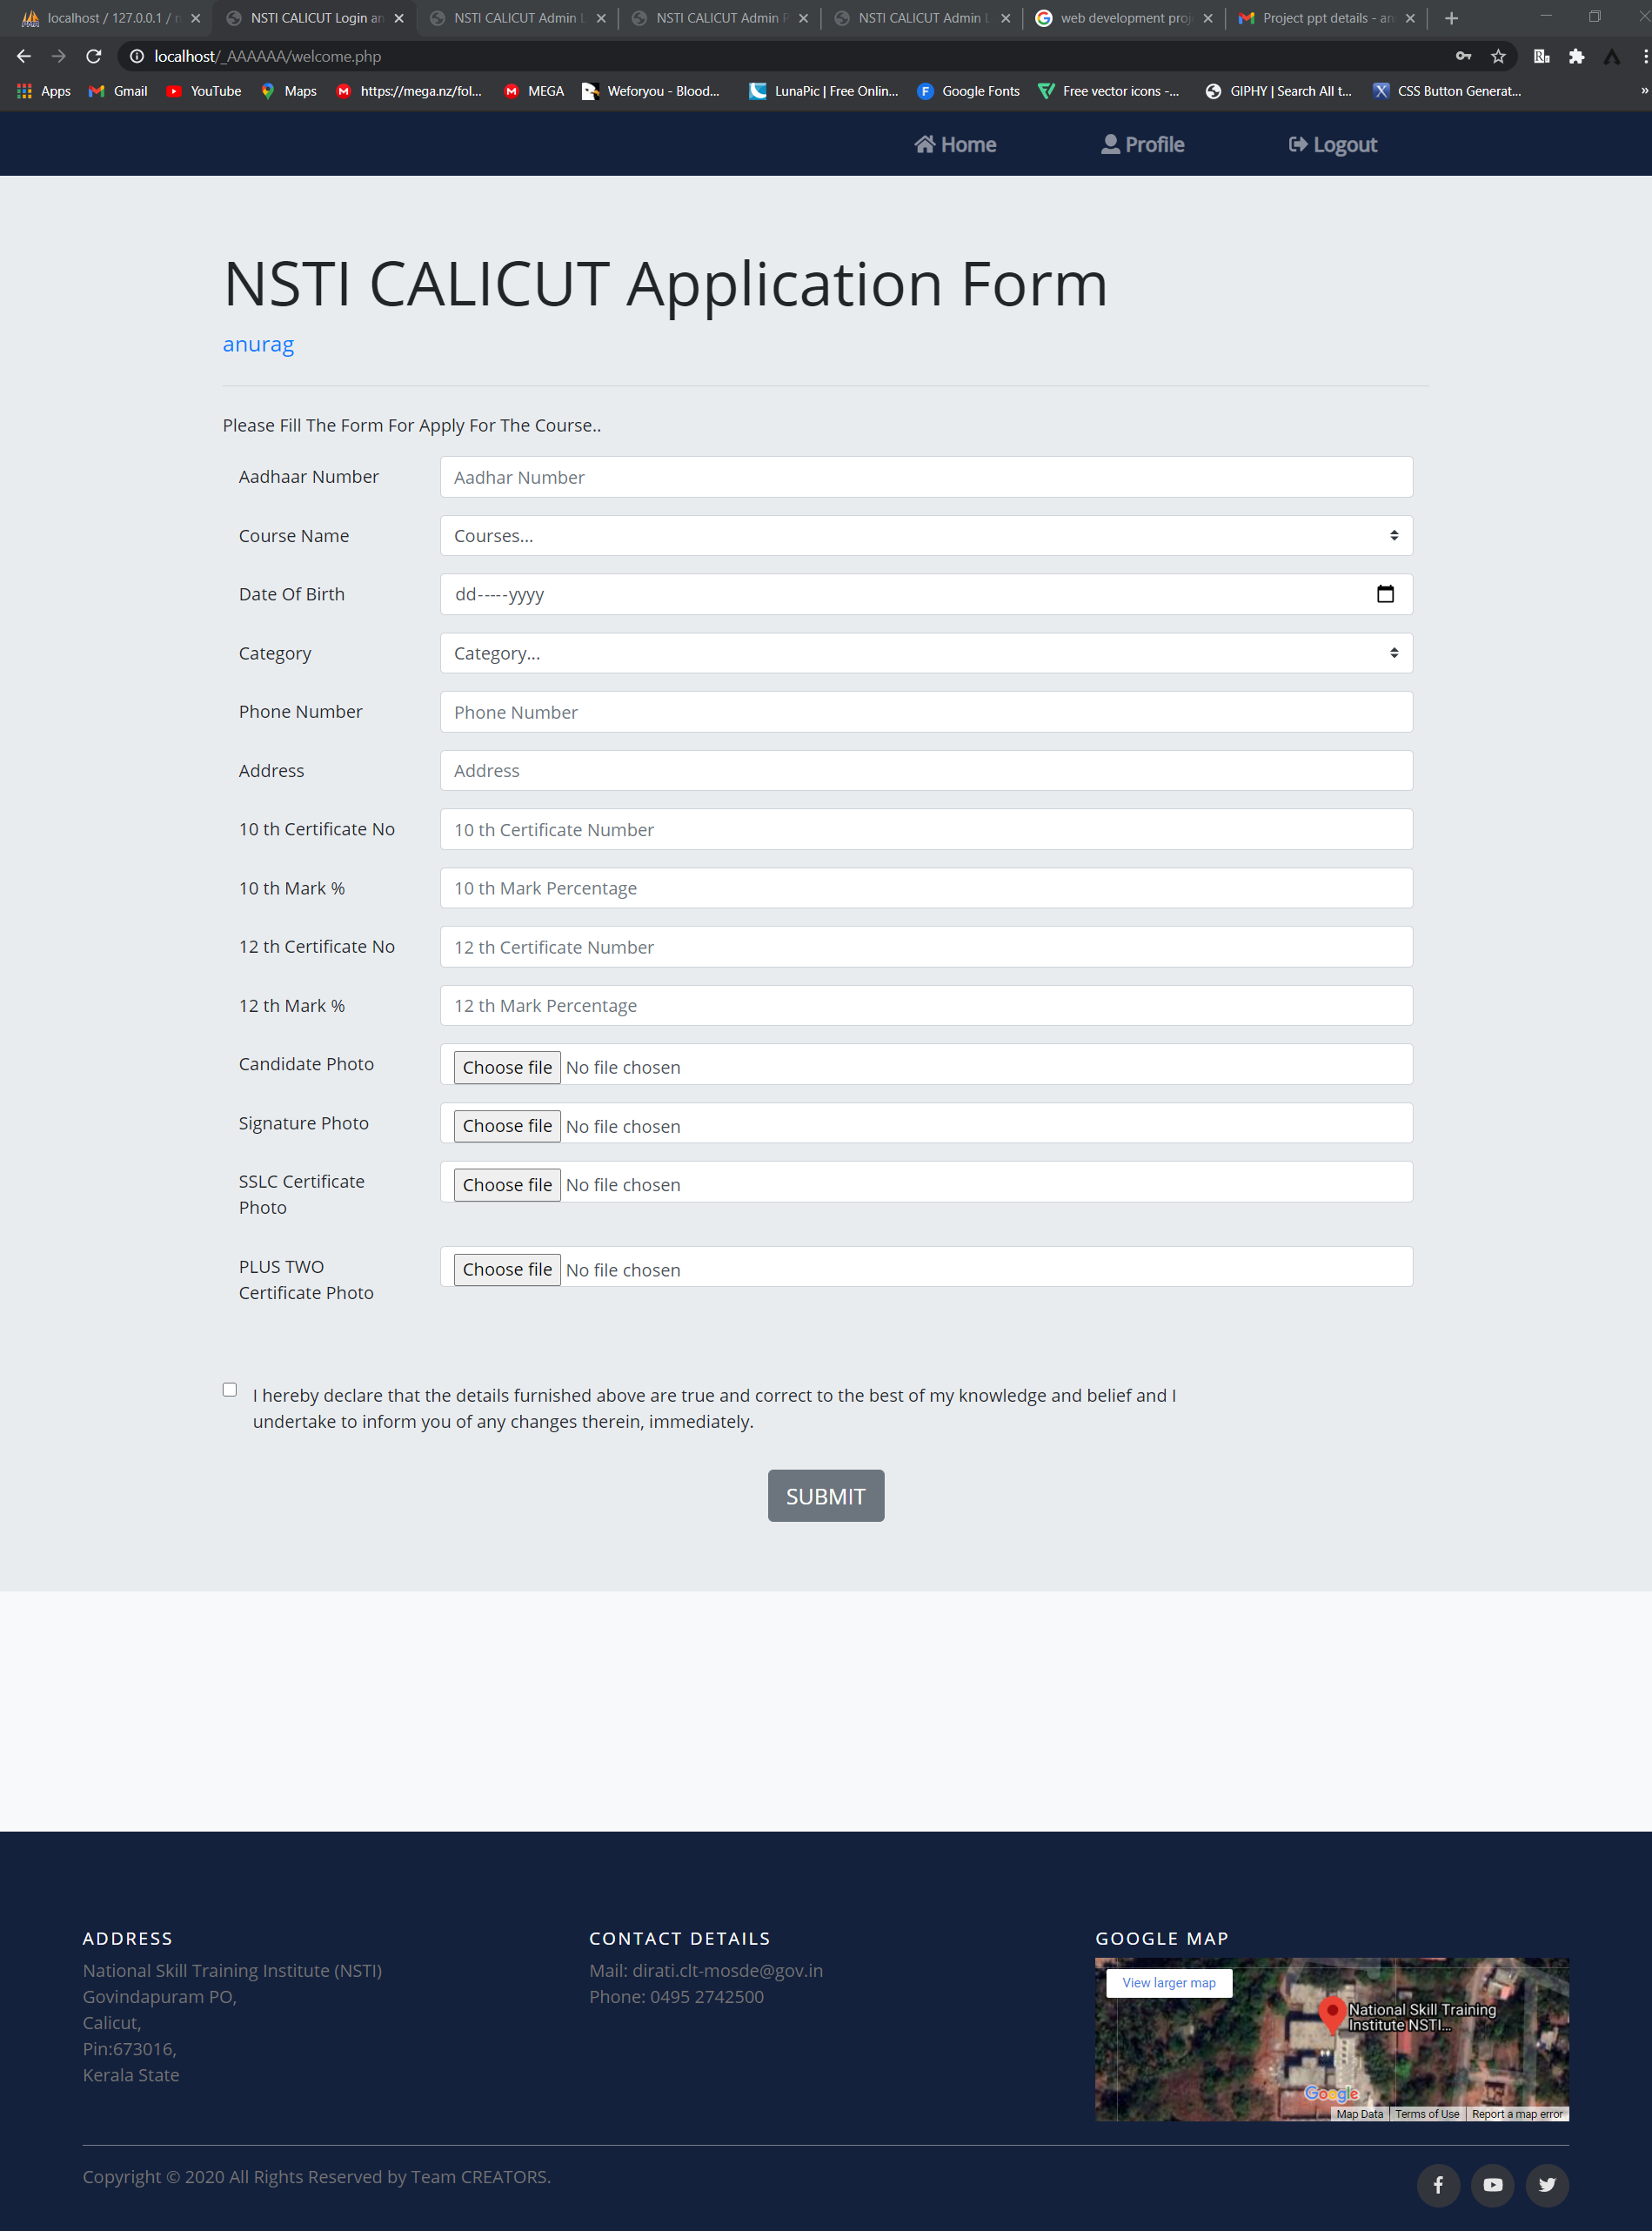 localhost / 127.0.0.1 / n
NSTI CALICUT Login an
NSTI CALICUT Admin L
NSTI CALICUT Admin P
NSTI CALICUT Admin L
web development proj
Project ppt details - an
localhost/_AAAAAA/welcome.php
Apps
Gmail
YouTube
Maps
https://mega.nz/fol...
MEGA
Weforyou - Blood...
LunaPic | Free Onlin...
Google Fonts
Free vector icons -...
GIPHY | Search All t...
CSS Button Generat...
»
Home
Profile
Logout
NSTI CALICUT Application Form
anurag
Please Fill The Form For Apply For The Course..
Aadhaar Number
Aadhar Number
Course Name
Courses...
Date Of Birth
dd-----yyyy
Category
Category...
Phone Number
Phone Number
Address
Address
10 th Certificate No
10 th Certificate Number
10 th Mark %
10 th Mark Percentage
12 th Certificate No
12 th Certificate Number
12 th Mark %
12 th Mark Percentage
Candidate Photo
Choose file No file chosen
Signature Photo
Choose file No file chosen
SSLC Certificate
Photo
Choose file No file chosen
PLUS TWO
Certificate Photo
Choose file No file chosen
I hereby declare that the details furnished above are true and correct to the best of my knowledge and belief and I
undertake to inform you of any changes therein, immediately.
SUBMIT
ADDRESS
National Skill Training Institute (NSTI)
Govindapuram PO,
Calicut,
Pin:673016,
Kerala State
CONTACT DETAILS
Mail: dirati.clt-mosde@gov.in
Phone: 0495 2742500
GOOGLE MAP
View larger map
National Skill Training
Institute NSTI...
Google
Map Data
Terms of Use
Report a map error
Copyright © 2020 All Rights Reserved by Team CREATORS.